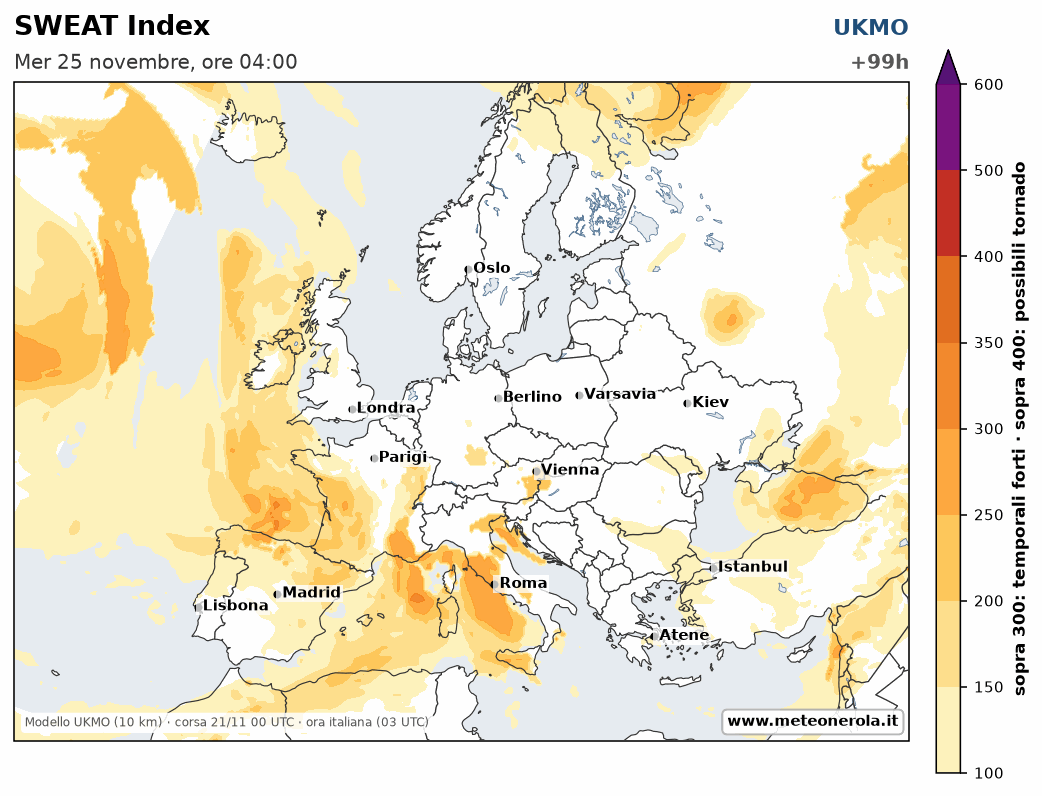 SWEAT Index
UKMO
Mer 25 novembre, ore 04:00
+99h
Oslo
Londra
Berlino
Varsavia
Kiev
Parigi
Vienna
Istanbul
Madrid
Roma
Lisbona
Atene
Modello UKMO (10 km) · corsa 21/11 00 UTC · ora italiana (03 UTC)
www.meteonerola.it
600
500
400
350
300
250
200
150
100
sopra 300: temporali forti · sopra 400: possibili tornado